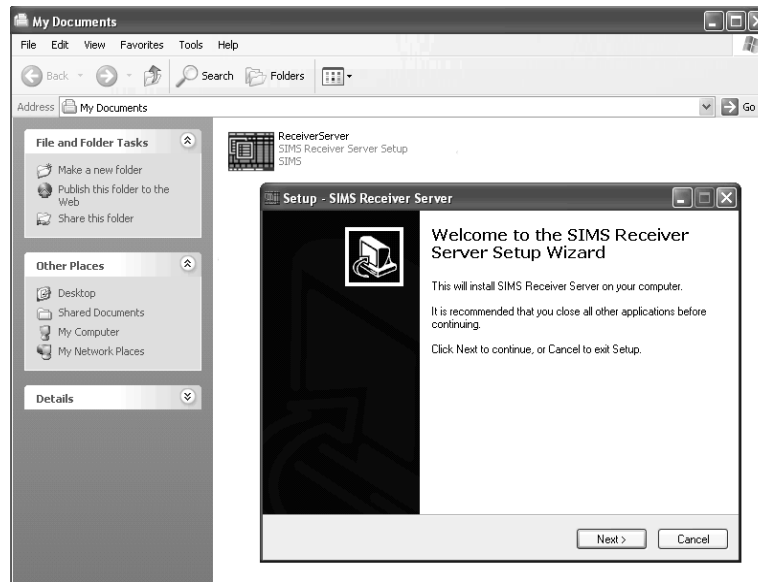 My Documents
File Edit View Favorites Tools Help
Back Search Folders
Address My Documents Go
File and Folder Tasks
Make a new folder
Publish this folder to the
Web
Share this folder
Other Places
Desktop
Shared Documents
My Computer
My Network Places
Details
ReceiverServer
SIMS Receiver Server Setup
SIMS
Setup - SIMS Receiver Server
Welcome to the SIMS Receiver
Server Setup Wizard
This will install SIMS Receiver Server on your computer.
It is recommended that you close all other applications before
continuing.
Click Next to continue, or Cancel to exit Setup.
Next > Cancel